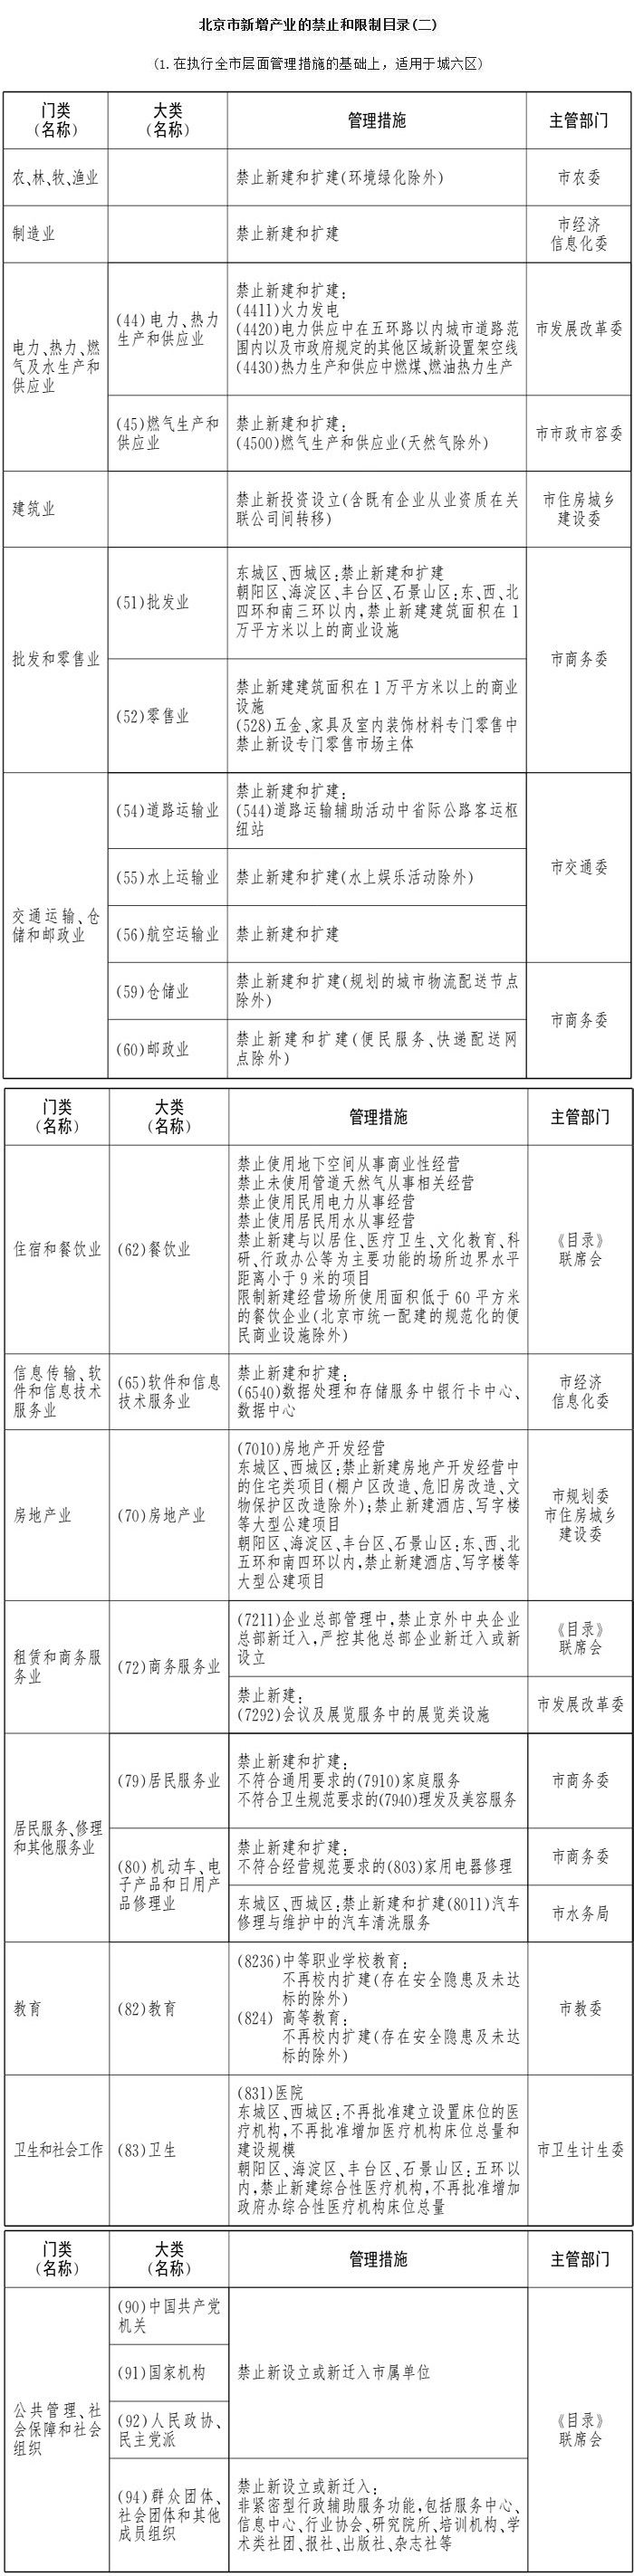 北京市新增产业的禁止和限制目录(二)
(1.在执行全市层面管理措施的基础上，适用于城六区)
门类
(名称)
大类
(名称)
管理措施
主管部门
农、林、牧、渔业
禁止新建和扩建(环境绿化除外)
市农委
制造业
禁止新建和扩建
市经济
信息化委
电力、热力、燃
气及水生产和
供应业
(44)电力、热力
生产和供应业
禁止新建和扩建：
(4411)火力发电
(4420)电力供应中在五环路以内城市道路范
围内以及市政府规定的其他区域新设置架空线
(4430)热力生产和供应中燃煤、燃油热力生产
市发展改革委
(45)燃气生产和
供应业
禁止新建和扩建：
(4500)燃气生产和供应业(天然气除外)
市市政市容委
建筑业
禁止新投资设立(含既有企业从业资质在关
联公司间转移)
市住房城乡
建设委
批发和零售业
(51)批发业
东城区、西城区：禁止新建和扩建
朝阳区、海淀区、丰台区、石景山区：东、西、北
四环和南三环以内，禁止新建建筑面积在1
万平方米以上的商业设施
市商务委
(52)零售业
禁止新建建筑面积在1万平方米以上的商业
设施
(528)五金、家具及室内装饰材料专门零售中
禁止新设专门零售市场主体
交通运输、仓
储和邮政业
(54)道路运输业
禁止新建和扩建：
(544)道路运输辅助活动中省际公路客运枢
纽站
市交通委
(55)水上运输业
禁止新建和扩建(水上娱乐活动除外)
(56)航空运输业
禁止新建和扩建
(59)仓储业
禁止新建和扩建(规划的城市物流配送节点
除外)
市商务委
(60)邮政业
禁止新建和扩建(便民服务、快递配送网
点除外)
门类
(名称)
大类
(名称)
管理措施
主管部门
住宿和餐饮业
(62)餐饮业
禁止使用地下空间从事商业性经营
禁止未使用管道天然气从事相关经营
禁止使用民用电力从事经营
禁止使用居民用水从事经营
禁止新建与以居住、医疗卫生、文化教育、科
研、行政办公等为主要功能的场所边界水平
距离小于9米的项目
限制新建经营场所使用面积低于60平方米
的餐饮企业(北京市统一配建的规范化的便
民商业设施除外)
《目录》
联席会
信息传输、软
件和信息技术
服务业
(65)软件和信息
技术服务业
禁止新建和扩建：
(6540)数据处理和存储服务中银行卡中心、
数据中心
市经济
信息化委
房地产业
(70)房地产业
(7010)房地产开发经营
东城区、西城区：禁止新建房地产开发经营中
的住宅类项目(棚户区改造、危旧房改造、文
物保护区改造除外)；禁止新建酒店、写字楼
等大型公建项目
朝阳区、海淀区、丰台区、石景山区：东、西、北
五环和南四环以内，禁止新建酒店、写字楼等
大型公建项目
市规划委
市住房城乡
建设委
租赁和商务服
务业
(72)商务服务业
(7211)企业总部管理中，禁止京外中央企业
总部新迁入，严控其他总部企业新迁入或新
设立
《目录》
联席会
禁止新建：
(7292)会议及展览服务中的展览类设施
市发展改革委
居民服务、修理
和其他服务业
(79)居民服务业
禁止新建和扩建：
不符合通用要求的(7910)家庭服务
不符合卫生规范要求的(7940)理发及美容服务
市商务委
(80)机动车、电
子产品和日用产
品修理业
禁止新建和扩建：
不符合经营规范要求的(803)家用电器修理
市商务委
东城区、西城区：禁止新建和扩建(8011)汽车
修理与维护中的汽车清洗服务
市水务局
教育
(82)教育
(8236)中等职业学校教育：
不再校内扩建(存在安全隐患及未达
标的除外)
(824) 高等教育：
不再校内扩建(存在安全隐患及未达
标的除外)
市教委
卫生和社会工作
(83)卫生
(831)医院
东城区、西城区：不再批准建立设置床位的医
疗机构，不再批准增加医疗机构床位总量和
建设规模
朝阳区、海淀区、丰台区、石景山区：五环以
内，禁止新建综合性医疗机构，不再批准增加
政府办综合性医疗机构床位总量
市卫生计生委
门类
(名称)
大类
(名称)
管理措施
主管部门
公共管理、社
会保障和社会
组织
(90)中国共产党
机关
(91)国家机构
禁止新设立或新迁入市属单位
(92)人民政协、
民主党派
《目录》
联席会
(94)群众团体、
社会团体和其他
成员组织
禁止新设立或新迁入：
非紧密型行政辅助服务功能，包括服务中心、
信息中心、行业协会、研究院所、培训机构、学
术类社团、报社、出版社、杂志社等